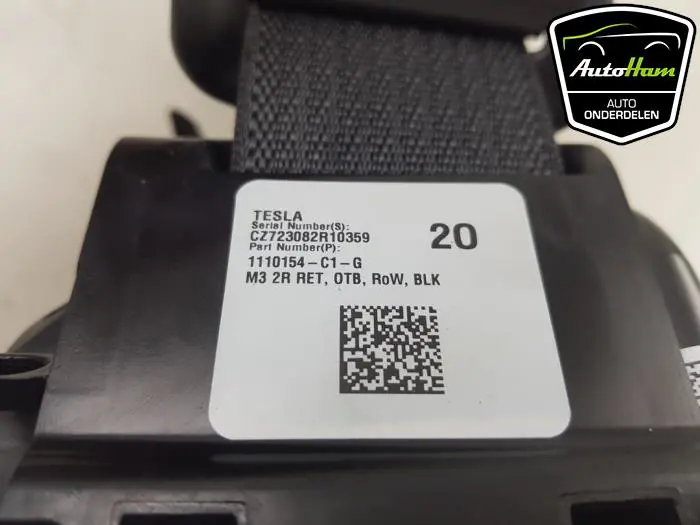 AutoHam
AUTO
ONDERDELEN
TESLA
Serial Number(S):
CZ723082R10359
20
Part Number(P):
1110154-C1-G
M3 2R RET, OTB, RoW, BLK